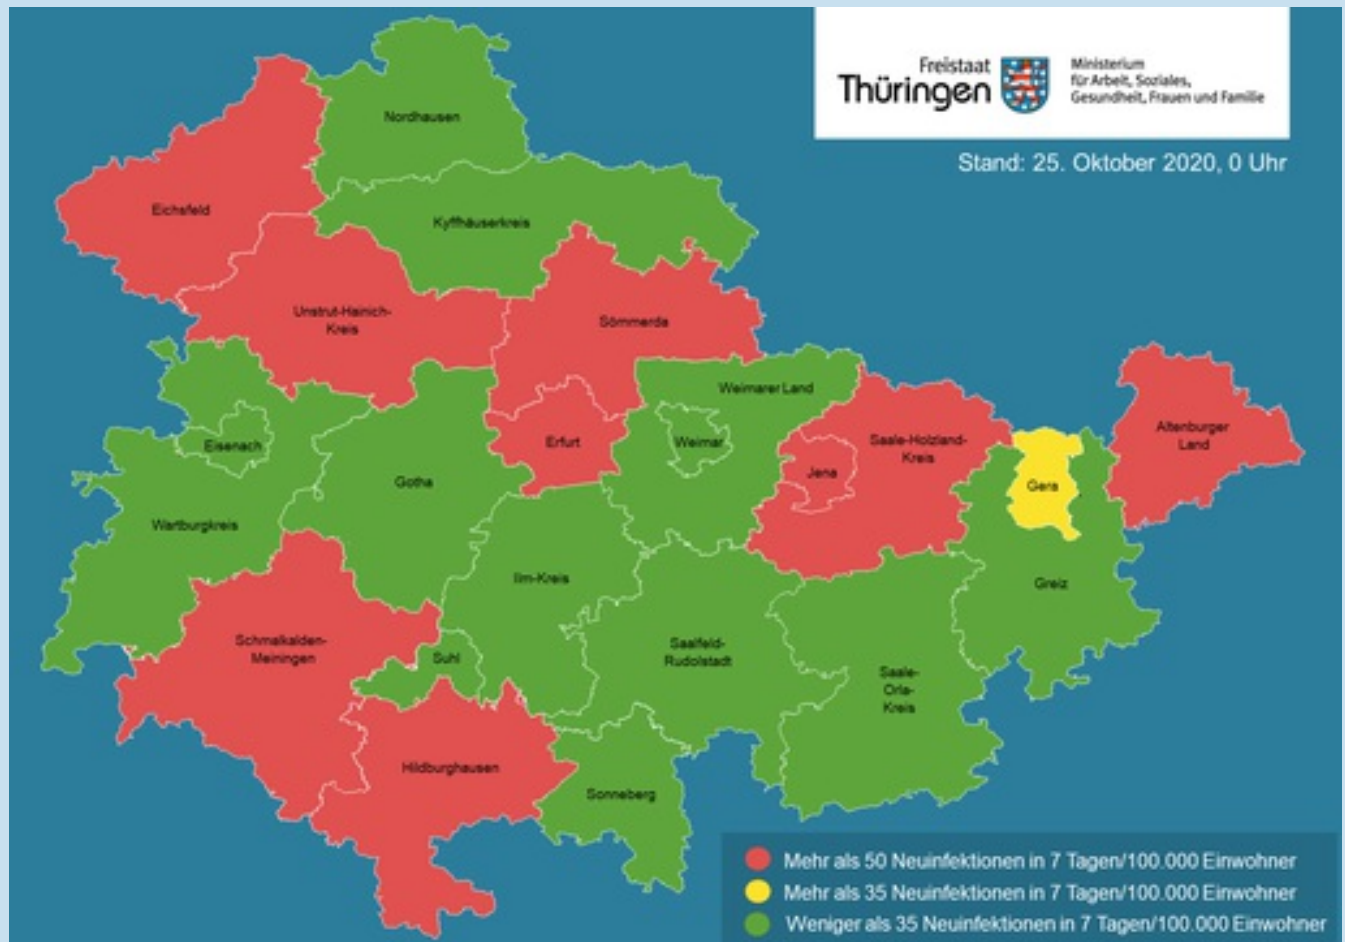 Freistaat
Thüringen
Ministerium
für Arbeit, Soziales,
Gesundheit, Frauen und Familie
Stand: 25. Oktober 2020, 0 Uhr
Nordhausen
Eichsfeld
Kyffhäuserkreis
Unstrut-Hainich-
Kreis
Sömmerda
Weimarer Land
Eisenach
Erfurt
Weimar
Saale-Holzland-
Kreis
Altenburger
Land
Jena
Gotha
Gera
Wartburgkreis
Ilm-Kreis
Greiz
Schmalkalden-
Meiningen
Suhl
Saalfeld-
Rudolstadt
Saale-
Orla-
Kreis
Hildburghausen
Sonneberg
Mehr als 50 Neuinfektionen in 7 Tagen/100.000 Einwohner
Mehr als 35 Neuinfektionen in 7 Tagen/100.000 Einwohner
Weniger als 35 Neuinfektionen in 7 Tagen/100.000 Einwohner